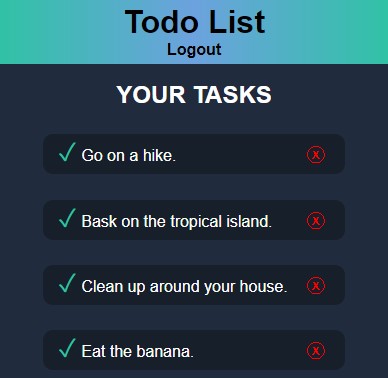 Todo List
Logout
YOUR TASKS
✓ Go on a hike. X
✓ Bask on the tropical island. X
✓ Clean up around your house. X
✓ Eat the banana. X